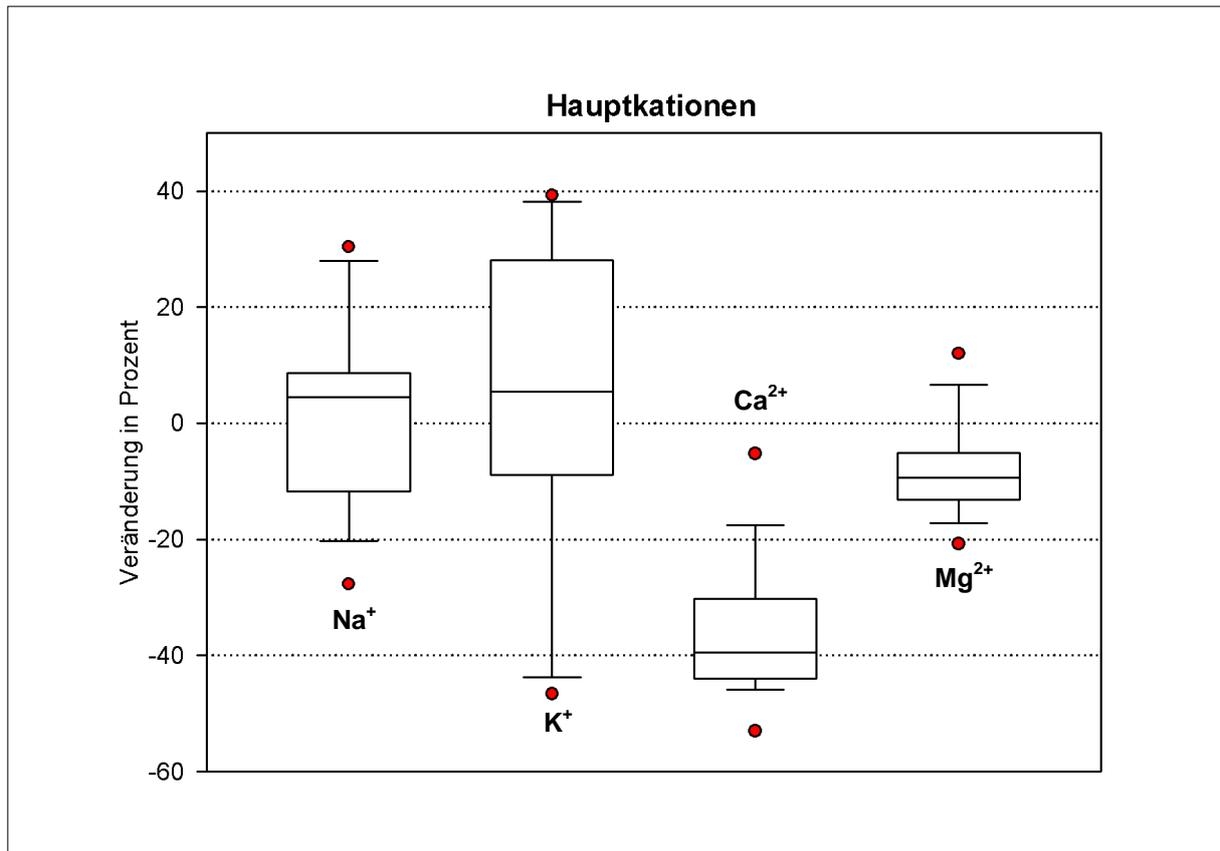 Hauptkationen
40
20
0
-20
-40
-60
Veränderung in Prozent
Na⁺
K⁺
Ca²⁺
Mg²⁺